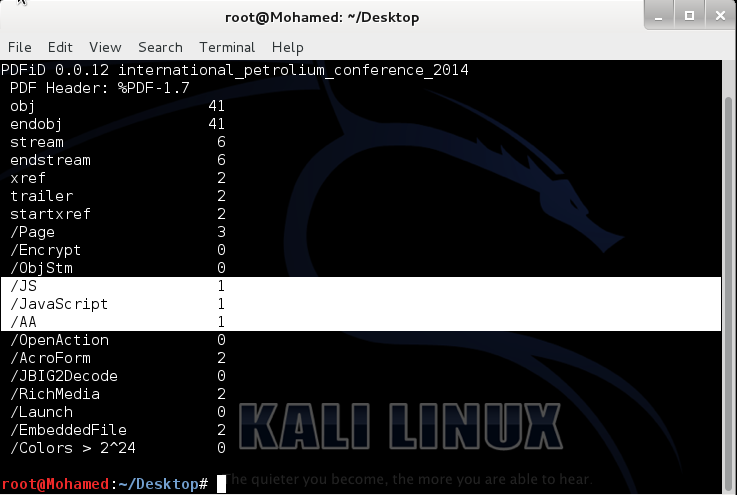 root@Mohamed: ~/Desktop
File Edit View Search Terminal Help
PDFiD 0.0.12 international_petrolium_conference_2014
PDF Header: %PDF-1.7
obj 41
endobj 41
stream 6
endstream 6
xref 2
trailer 2
startxref 2
/Page 3
/Encrypt 0
/ObjStm 0
/JS 1
/JavaScript 1
/AA 1
/OpenAction 0
/AcroForm 2
/JBIG2Decode 0
/RichMedia 2
/Launch 0
/EmbeddedFile 2
/Colors > 2^24 0
KALI LINUX
root@Mohamed:~/Desktop#
The quieter you become, the more you are able to hear.